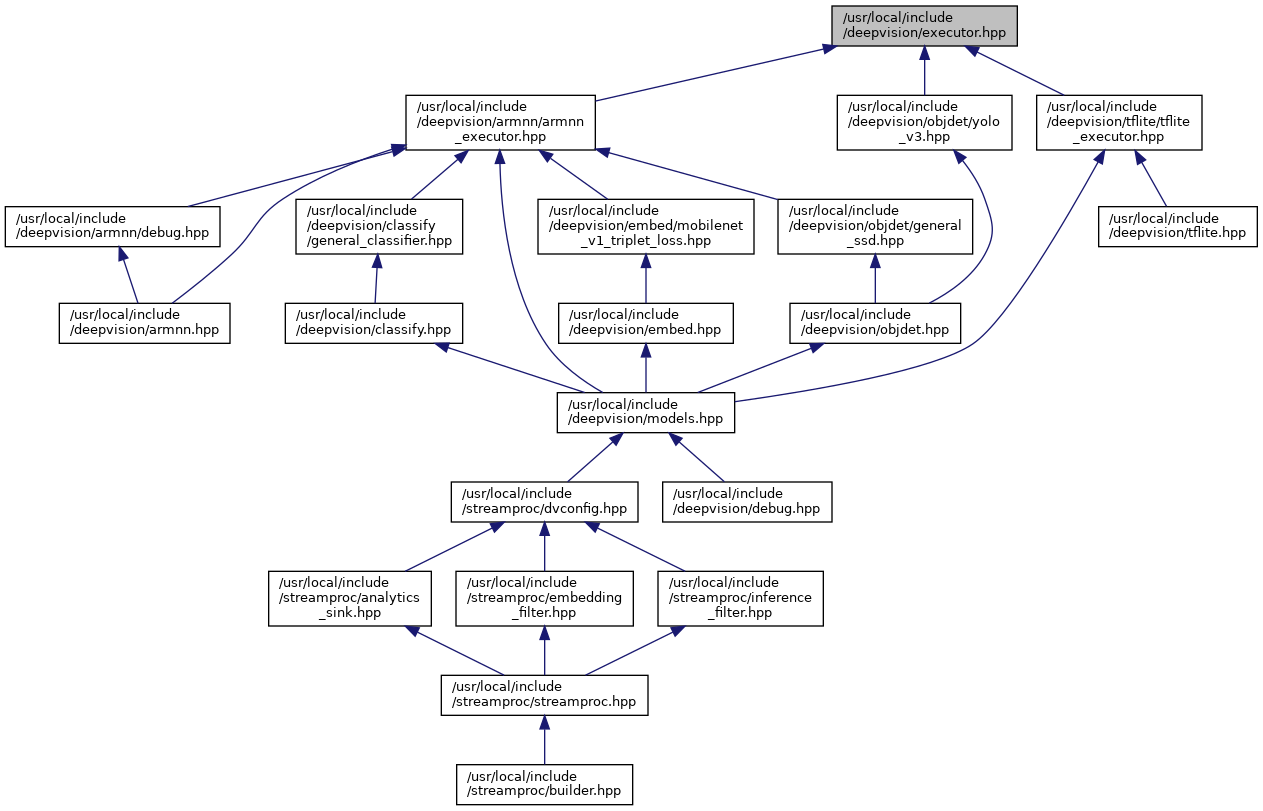 /usr/local/include
/deepvision/executor.hpp
/usr/local/include
/deepvision/armnn/armnn
_executor.hpp
/usr/local/include
/deepvision/objdet/yolo
_v3.hpp
/usr/local/include
/deepvision/tflite/tflite
_executor.hpp
/usr/local/include
/deepvision/armnn/debug.hpp
/usr/local/include
/deepvision/classify
/general_classifier.hpp
/usr/local/include
/deepvision/embed/mobilenet
_v1_triplet_loss.hpp
/usr/local/include
/deepvision/objdet/general
_ssd.hpp
/usr/local/include
/deepvision/tflite.hpp
/usr/local/include
/deepvision/armnn.hpp
/usr/local/include
/deepvision/classify.hpp
/usr/local/include
/deepvision/embed.hpp
/usr/local/include
/deepvision/objdet.hpp
/usr/local/include
/deepvision/models.hpp
/usr/local/include
/streamproc/dvconfig.hpp
/usr/local/include
/deepvision/debug.hpp
/usr/local/include
/streamproc/analytics
_sink.hpp
/usr/local/include
/streamproc/embedding
_filter.hpp
/usr/local/include
/streamproc/inference
_filter.hpp
/usr/local/include
/streamproc/streamproc.hpp
/usr/local/include
/streamproc/builder.hpp